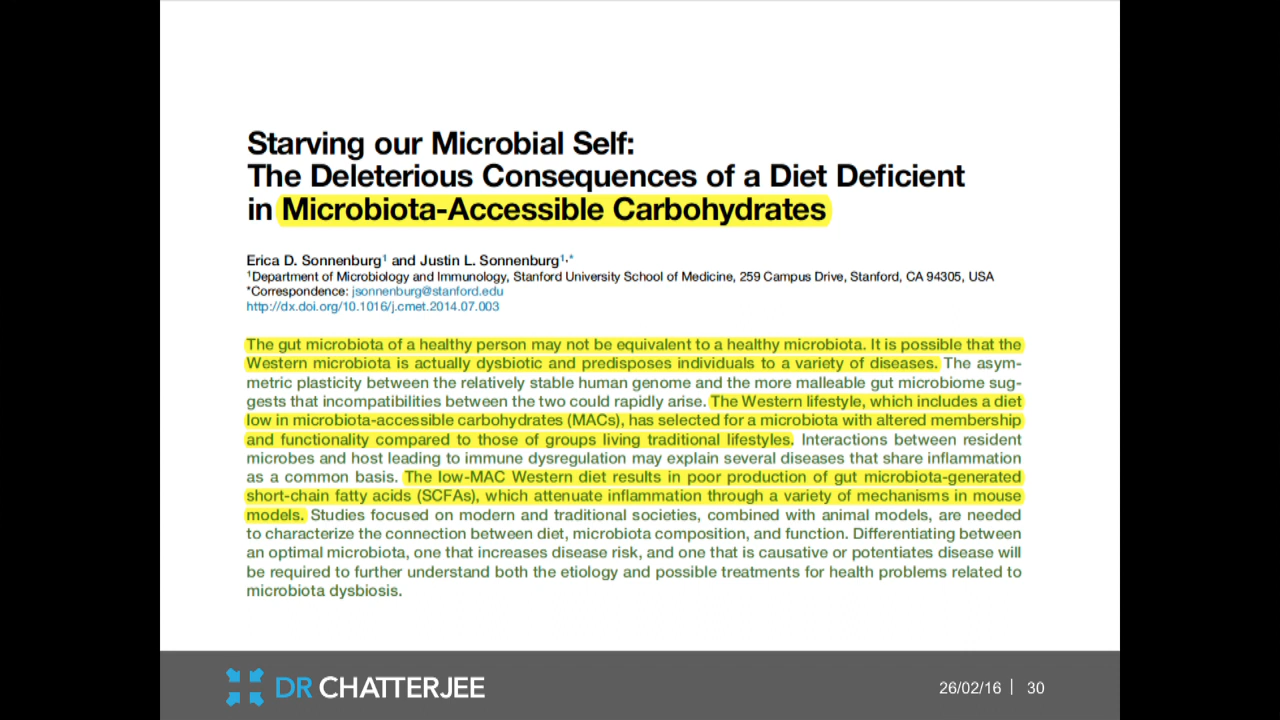 Starving our Microbial Self:
The Deleterious Consequences of a Diet Deficient
in Microbiota-Accessible Carbohydrates
Erica D. Sonnenburg¹ and Justin L. Sonnenburg¹,*
¹Department of Microbiology and Immunology, Stanford University School of Medicine, 259 Campus Drive, Stanford, CA 94305, USA
*Correspondence: jsonnenburg@stanford.edu
http://dx.doi.org/10.1016/j.cmet.2014.07.003
The gut microbiota of a healthy person may not be equivalent to a healthy microbiota. It is possible that the
Western microbiota is actually dysbiotic and predisposes individuals to a variety of diseases. The asym-
metric plasticity between the relatively stable human genome and the more malleable gut microbiome sug-
gests that incompatibilities between the two could rapidly arise. The Western lifestyle, which includes a diet
low in microbiota-accessible carbohydrates (MACs), has selected for a microbiota with altered membership
and functionality compared to those of groups living traditional lifestyles. Interactions between resident
microbes and host leading to immune dysregulation may explain several diseases that share inflammation
as a common basis. The low-MAC Western diet results in poor production of gut microbiota-generated
short-chain fatty acids (SCFAs), which attenuate inflammation through a variety of mechanisms in mouse
models. Studies focused on modern and traditional societies, combined with animal models, are needed
to characterize the connection between diet, microbiota composition, and function. Differentiating between
an optimal microbiota, one that increases disease risk, and one that is causative or potentiates disease will
be required to further understand both the etiology and possible treatments for health problems related to
microbiota dysbiosis.
DR CHATTERJEE
26/02/16 | 30